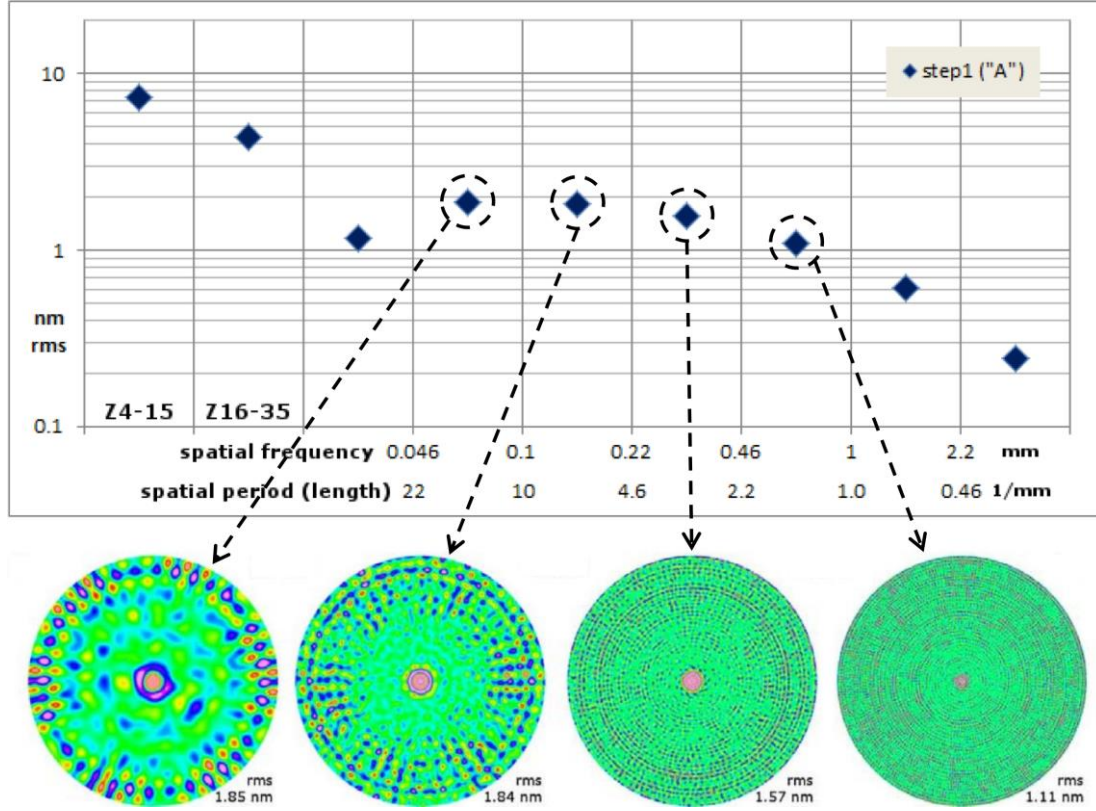 step1 ("A")
10
1
nm
rms
0.1
Z4-15 Z16-35
spatial frequency 0.046 0.1 0.22 0.46 1 2.2 mm
spatial period (length) 22 10 4.6 2.2 1.0 0.46 1/mm
rms rms rms rms
1.85 nm 1.84 nm 1.57 nm 1.11 nm